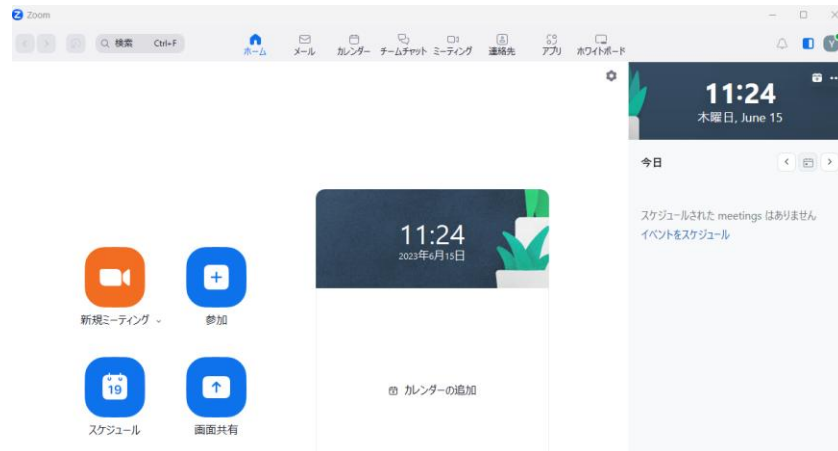 Zoom
検索 Ctrl+F
ホーム
メール
カレンダー
チームチャット
ミーティング
連絡先
アプリ
ホワイトボード
Y
11:24
木曜日, June 15
今日
スケジュールされた meetings はありません
イベントをスケジュール
11:24
2023年6月15日
新規ミーティング
参加
19
スケジュール
画面共有
カレンダーの追加